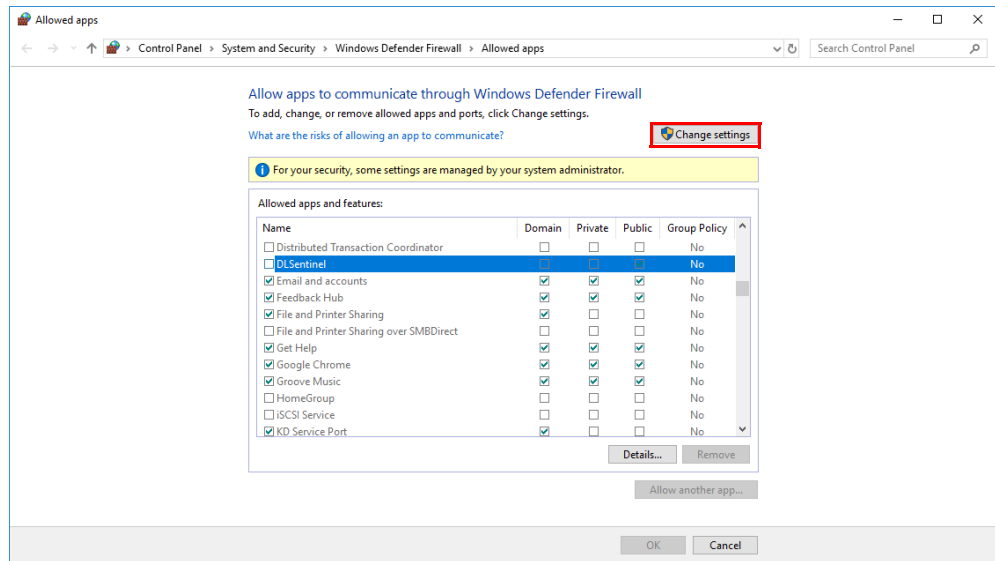 Allowed apps
Control Panel > System and Security > Windows Defender Firewall > Allowed apps
Search Control Panel
Allow apps to communicate through Windows Defender Firewall
To add, change, or remove allowed apps and ports, click Change settings.
What are the risks of allowing an app to communicate?
Change settings
For your security, some settings are managed by your system administrator.
Allowed apps and features:
Name Domain Private Public Group Policy
Distributed Transaction Coordinator No
DLSentinel No
Email and accounts No
Feedback Hub No
File and Printer Sharing No
File and Printer Sharing over SMBDirect No
Get Help No
Google Chrome No
Groove Music No
HomeGroup No
iSCSI Service No
KD Service Port No
Details... Remove
Allow another app...
OK Cancel